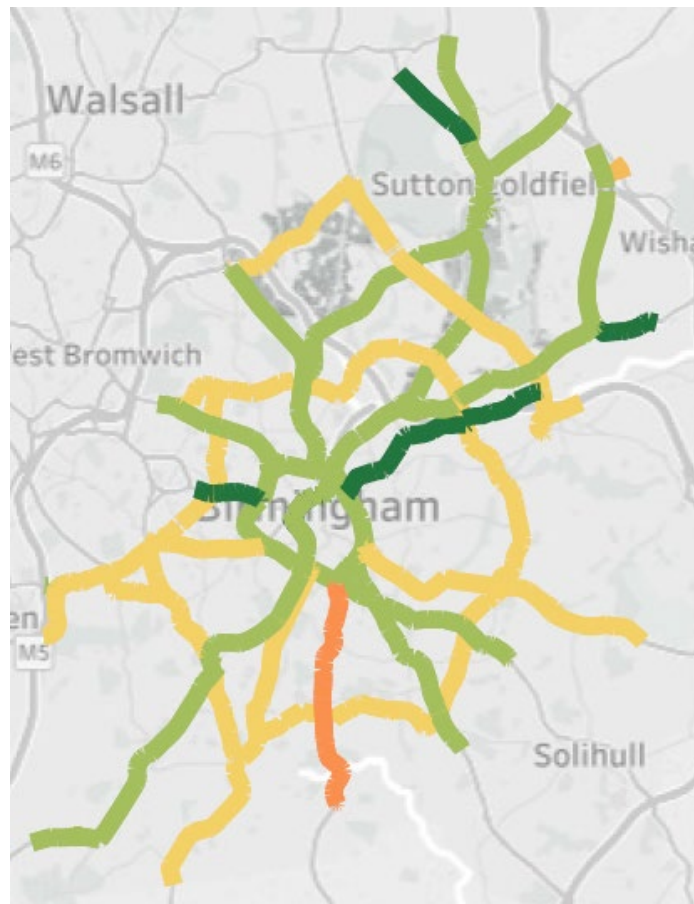 Walsall
M6
Sutton Coldfiel
Wisha
est Bromwich
Birmingham
en
M5
Solihull